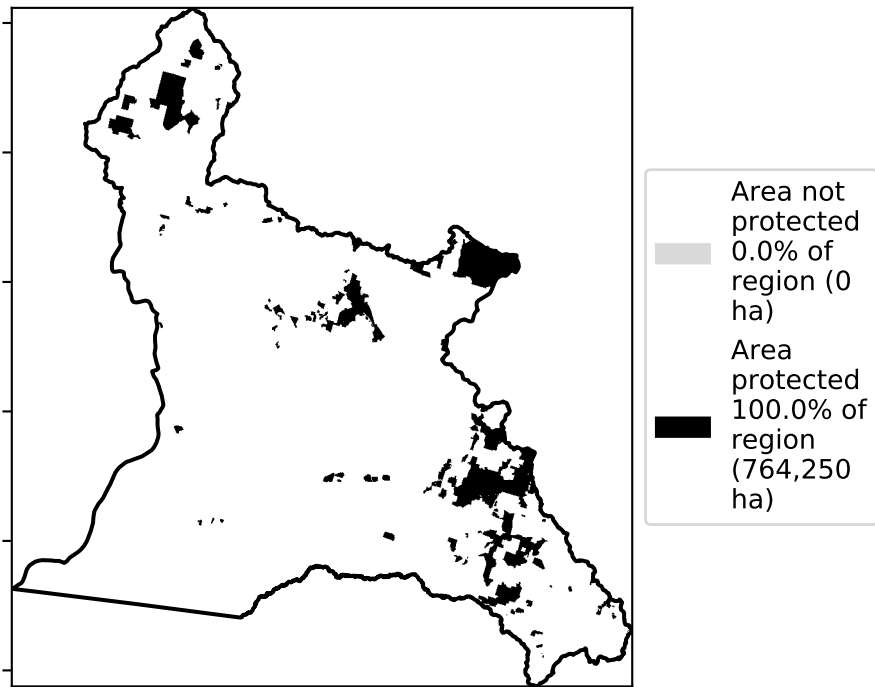 Area not
protected
0.0% of
region (0
ha)
Area
protected
100.0% of
region
(764,250
ha)